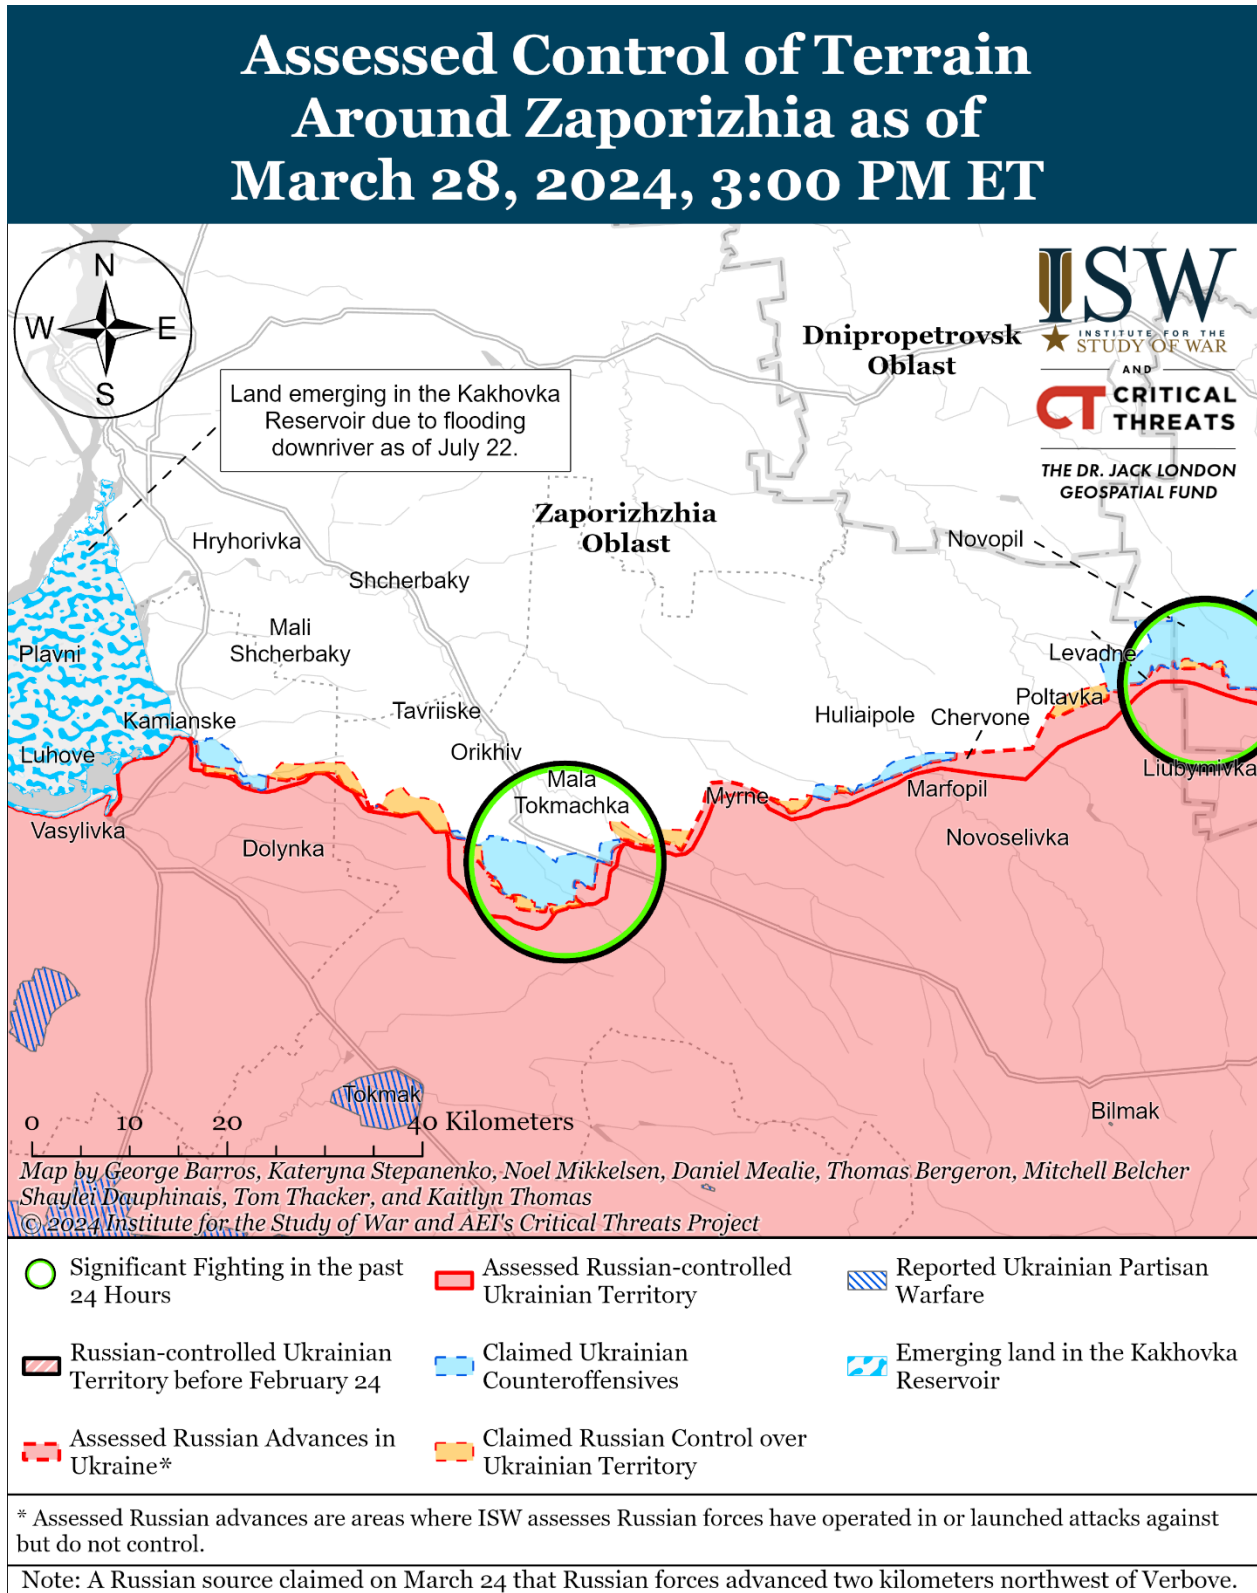 Assessed Control of Terrain
Around Zaporizhia as of
March 28, 2024, 3:00 PM ET
N
W
E
S
ISW
INSTITUTE FOR THE
STUDY OF WAR
AND
CT CRITICAL
THREATS
THE DR. JACK LONDON
GEOSPATIAL FUND
Dnipropetrovsk
Oblast
Land emerging in the Kakhovka
Reservoir due to flooding
downriver as of July 22.
Zaporizhzhia
Oblast
Hryhorivka
Novopil
Shcherbaky
Mali
Shcherbaky
Plavni
Levadne
Poltavka
Tavriiske
Kamianske
Huliaipole
Chervone
Luhove
Orikhiv
Mala
Tokmachka
Liubymivka
Myrne
Marfopil
Vasylivka
Dolynka
Novoselivka
Tokmak
Bilmak
0
10
20
40 Kilometers
Map by George Barros, Kateryna Stepanenko, Noel Mikkelsen, Daniel Mealie, Thomas Bergeron, Mitchell Belcher
Shaylei Dauphinais, Tom Thacker, and Kaitlyn Thomas
© 2024 Institute for the Study of War and AEI's Critical Threats Project
Significant Fighting in the past
24 Hours
Assessed Russian-controlled
Ukrainian Territory
Reported Ukrainian Partisan
Warfare
Russian-controlled Ukrainian
Territory before February 24
Claimed Ukrainian
Counteroffensives
Emerging land in the Kakhovka
Reservoir
Assessed Russian Advances in
Ukraine*
Claimed Russian Control over
Ukrainian Territory
* Assessed Russian advances are areas where ISW assesses Russian forces have operated in or launched attacks against
but do not control.
Note: A Russian source claimed on March 24 that Russian forces advanced two kilometers northwest of Verbove.